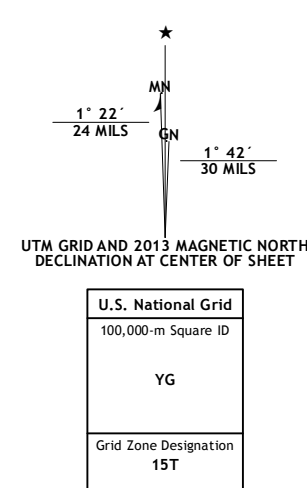 ★
MN
1° 22´
24 MILS
GN
1° 42´
30 MILS
UTM GRID AND 2013 MAGNETIC NORTH
DECLINATION AT CENTER OF SHEET
U.S. National Grid
100,000-m Square ID
YG
Grid Zone Designation
15T